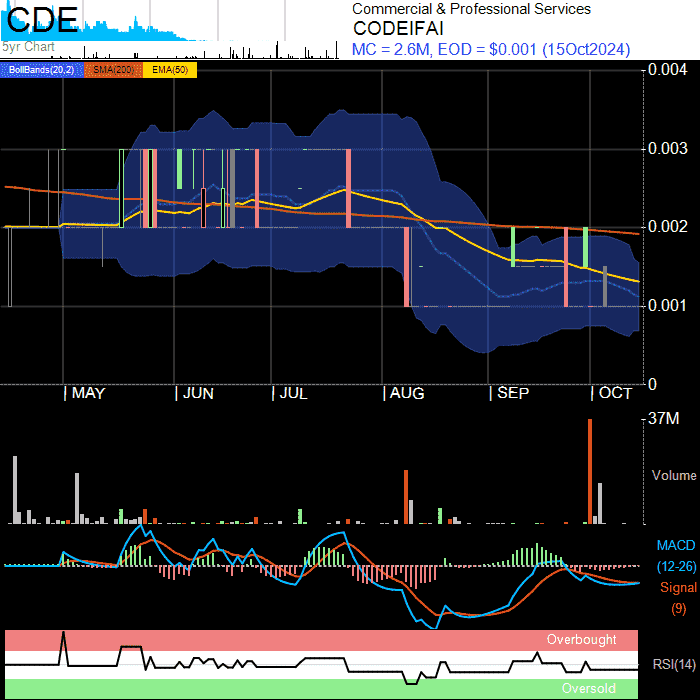 CDE
5yr Chart
Commercial & Professional Services
CODEIFAI
MC = 2.6M, EOD = $0.001 (15Oct2024)
BollBands(20,2) SMA(200) EMA(50)
0.004
0.003
0.002
0.001
0
MAY JUN JUL AUG SEP OCT
37M
Volume
MACD
(12-26)
Signal
(9)
Overbought
RSI(14)
Oversold